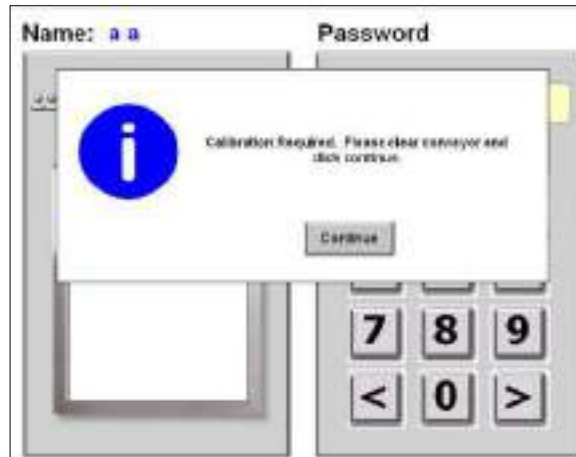 Name: a a
Password
i
Calibration Required. Please clear conveyor and
click continue.
Continue
7 8 9
< 0 >